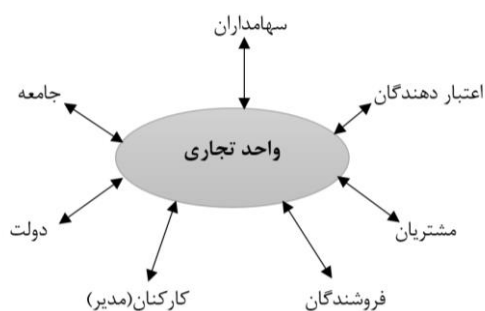 سهامداران
اعتبار دهندگان
جامعه
واحد تجاری
مشتریان
دولت
فروشندگان
کارکنان(مدیر)